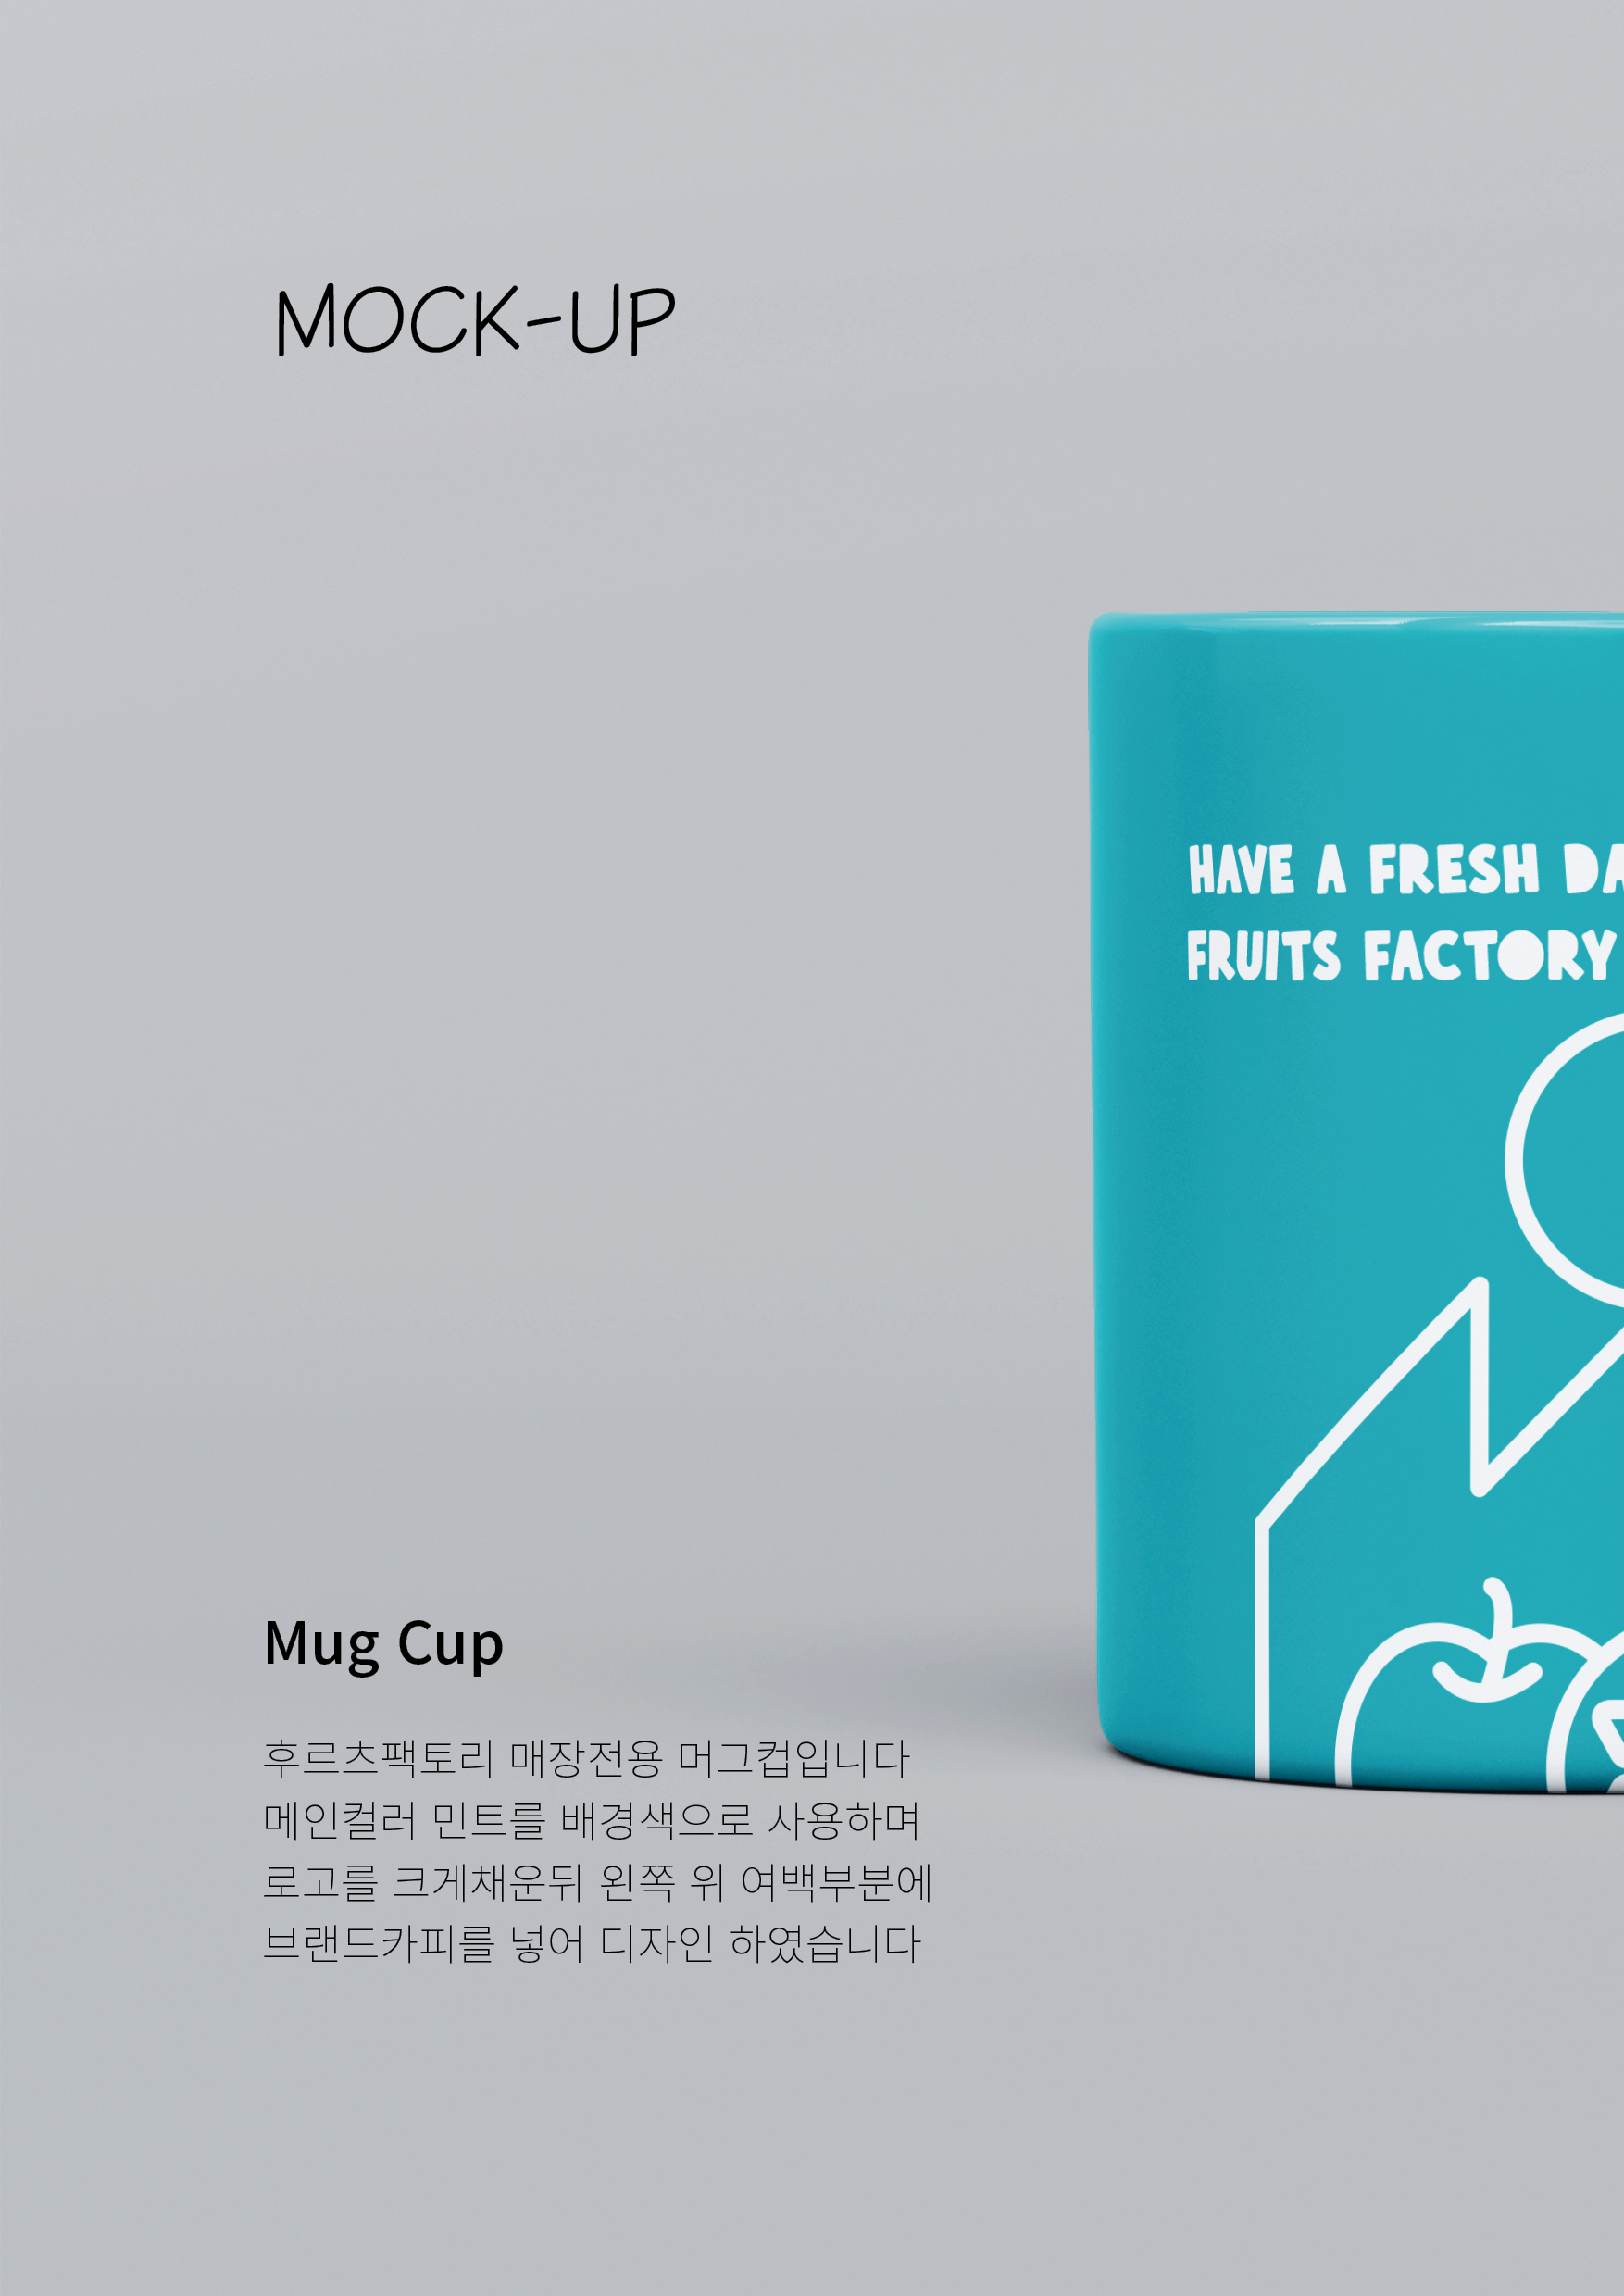 MOCK-UP
HAVE A FRESH DA
FRUITS FACTORY
Mug Cup
후르츠팩토리 매장전용 머그컵입니다
메인컬러 민트를 배경색으로 사용하며
로고를 크게채운뒤 왼쪽 위 여백부분에
브랜드카피를 넣어 디자인 하였습니다